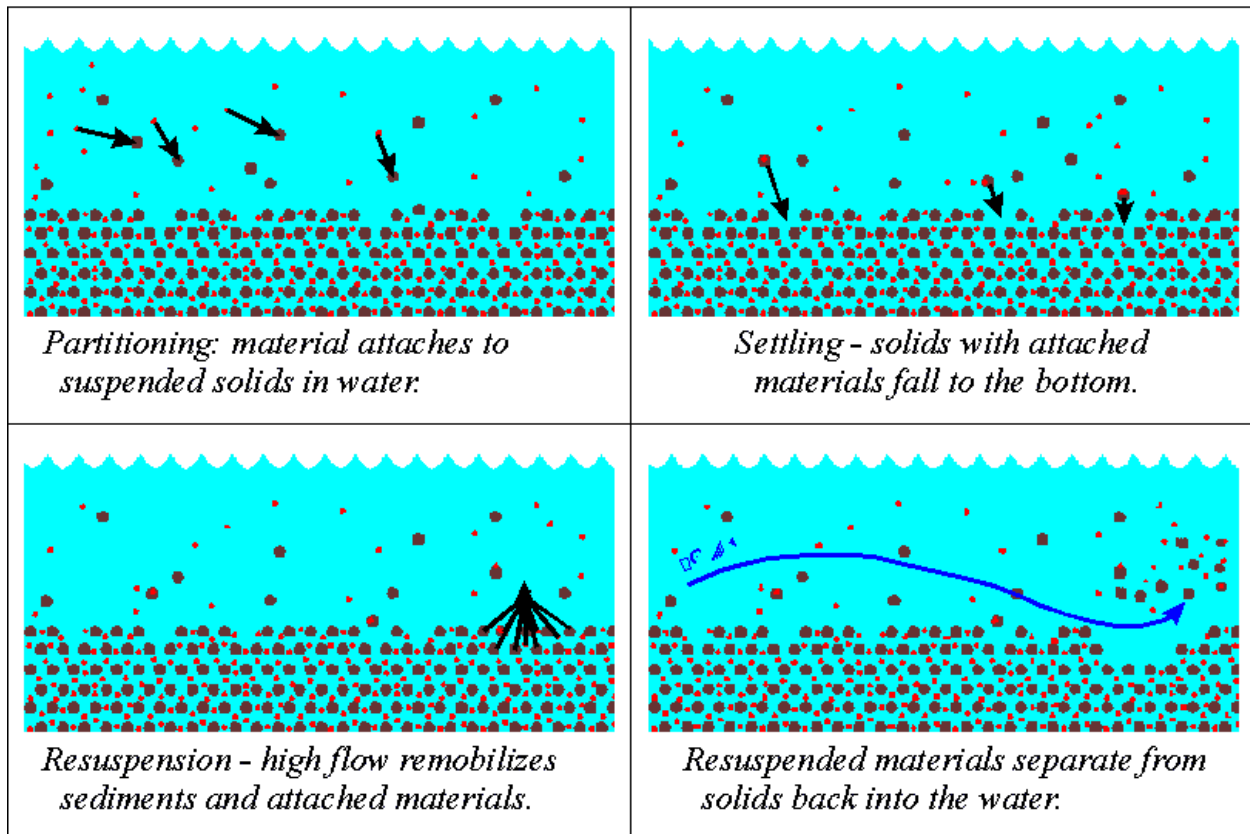 Partitioning: material attaches to
suspended solids in water.
Settling - solids with attached
materials fall to the bottom.
Resuspension - high flow remobilizes
sediments and attached materials.
Resuspended materials separate from
solids back into the water.